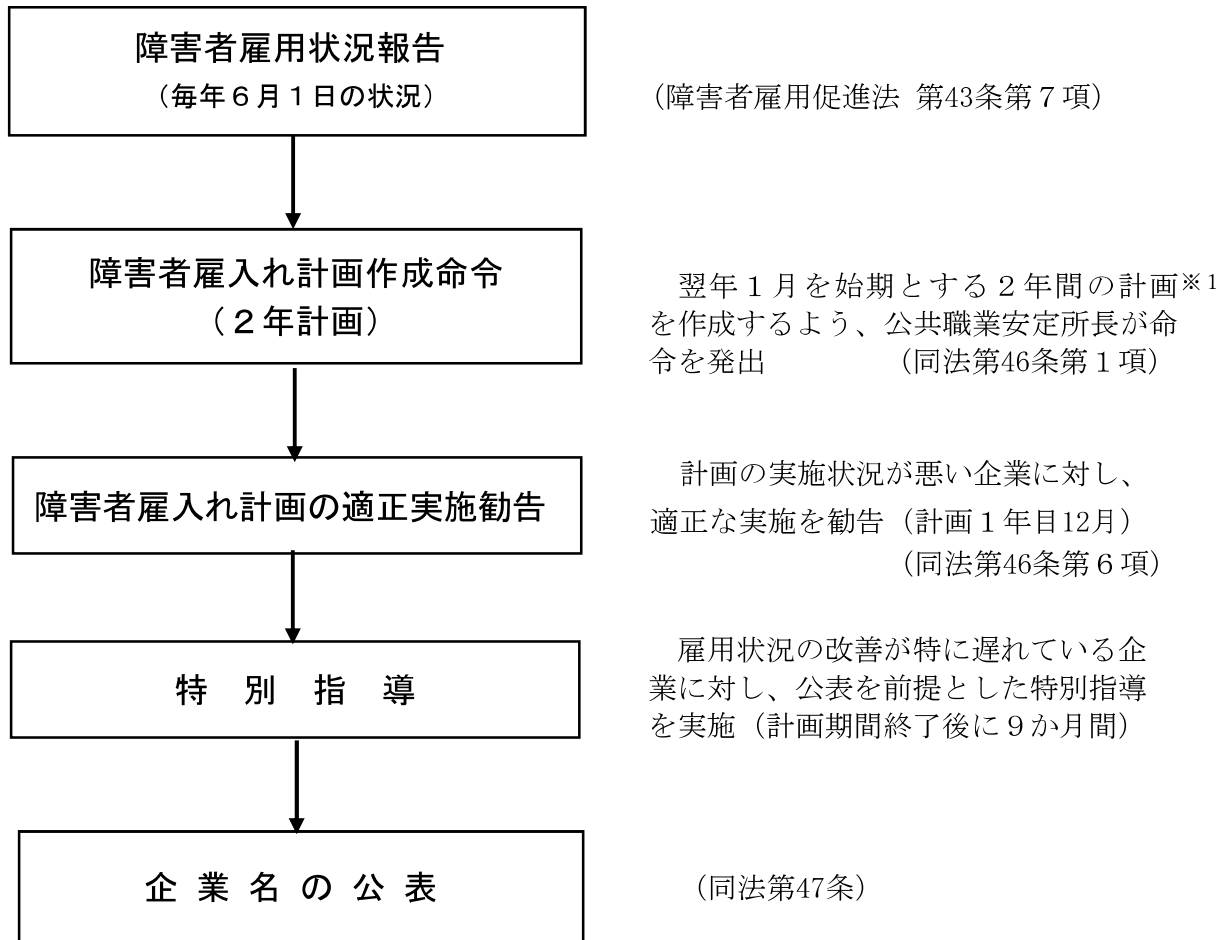 障害者雇用状況報告
（毎年６月１日の状況）
（障害者雇用促進法 第43条第７項）
障害者雇入れ計画作成命令
（２年計画）
翌年１月を始期とする２年間の計画※1
を作成するよう、公共職業安定所長が命
令を発出　（同法第46条第１項）
障害者雇入れ計画の適正実施勧告
計画の実施状況が悪い企業に対し、
適正な実施を勧告（計画１年目12月）
（同法第46条第６項）
特　別　指　導
雇用状況の改善が特に遅れている企
業に対し、公表を前提とした特別指導
を実施（計画期間終了後に９か月間）
企 業 名 の 公 表
（同法第47条）